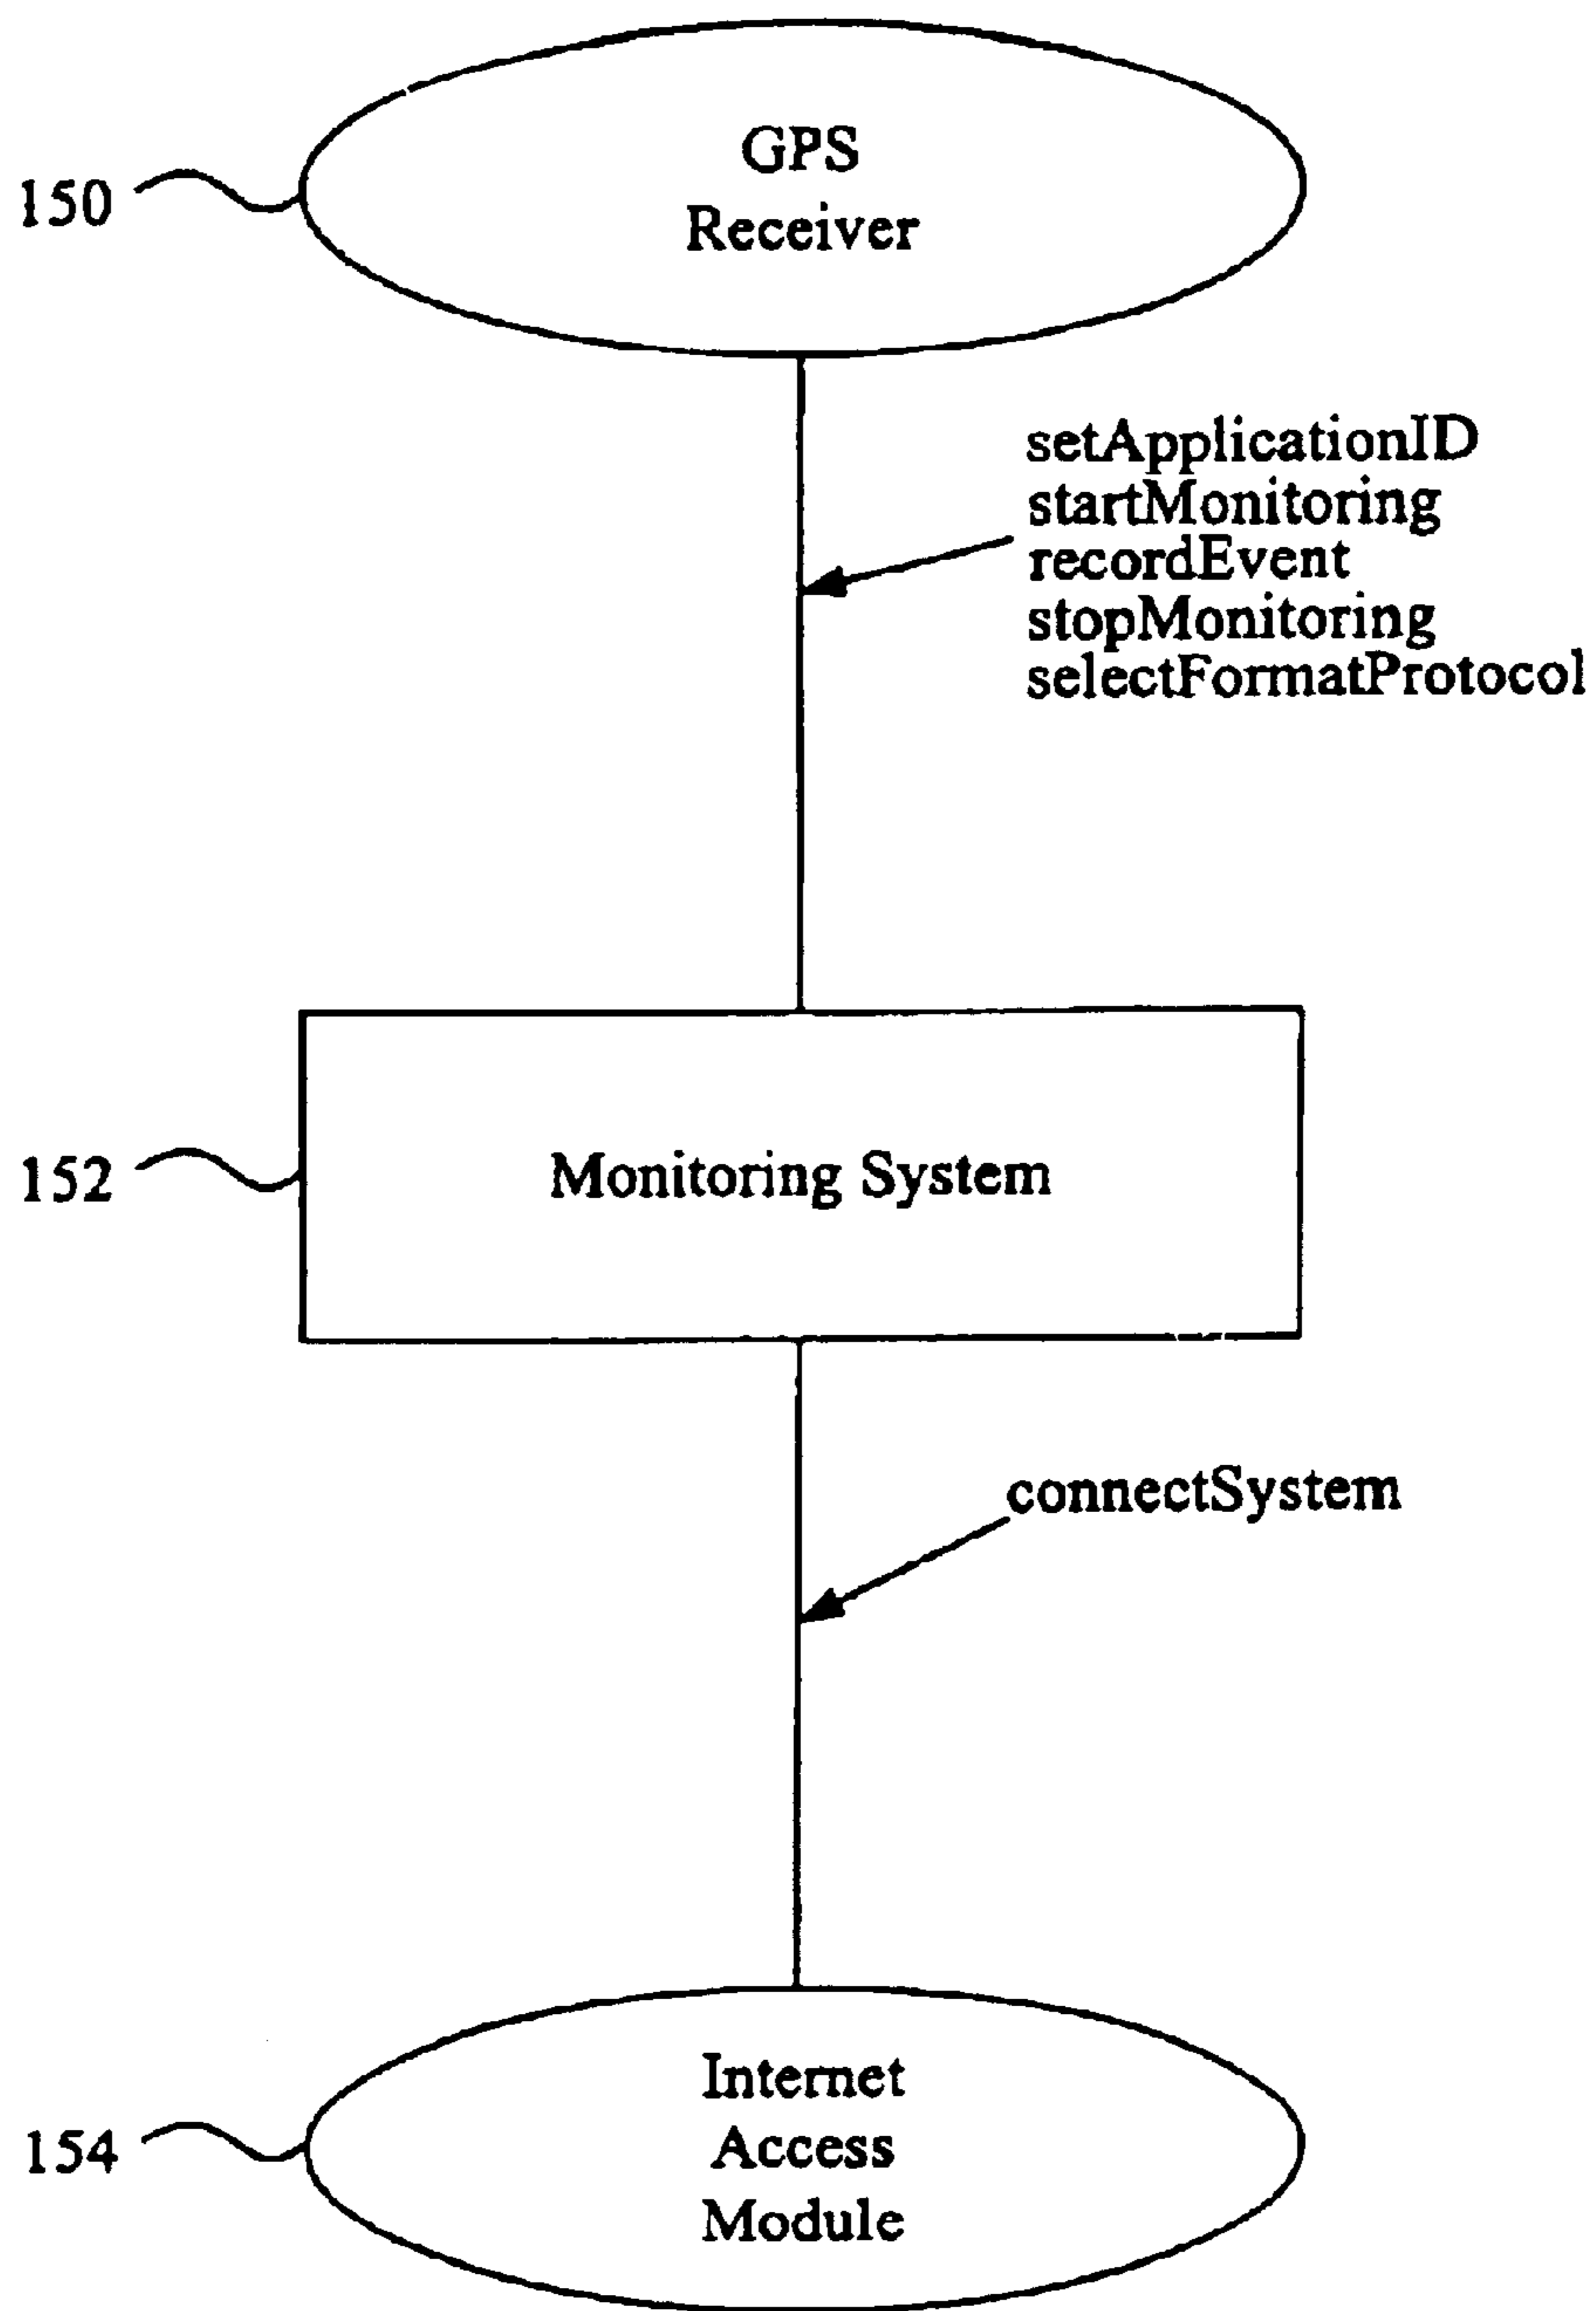 GPS
Receiver
150
setApplicationID
startMonitoring
recordEvent
stopMonitoring
selectFormatProtocol
152
Monitoring System
connectSystem
Internet
Access
Module
154